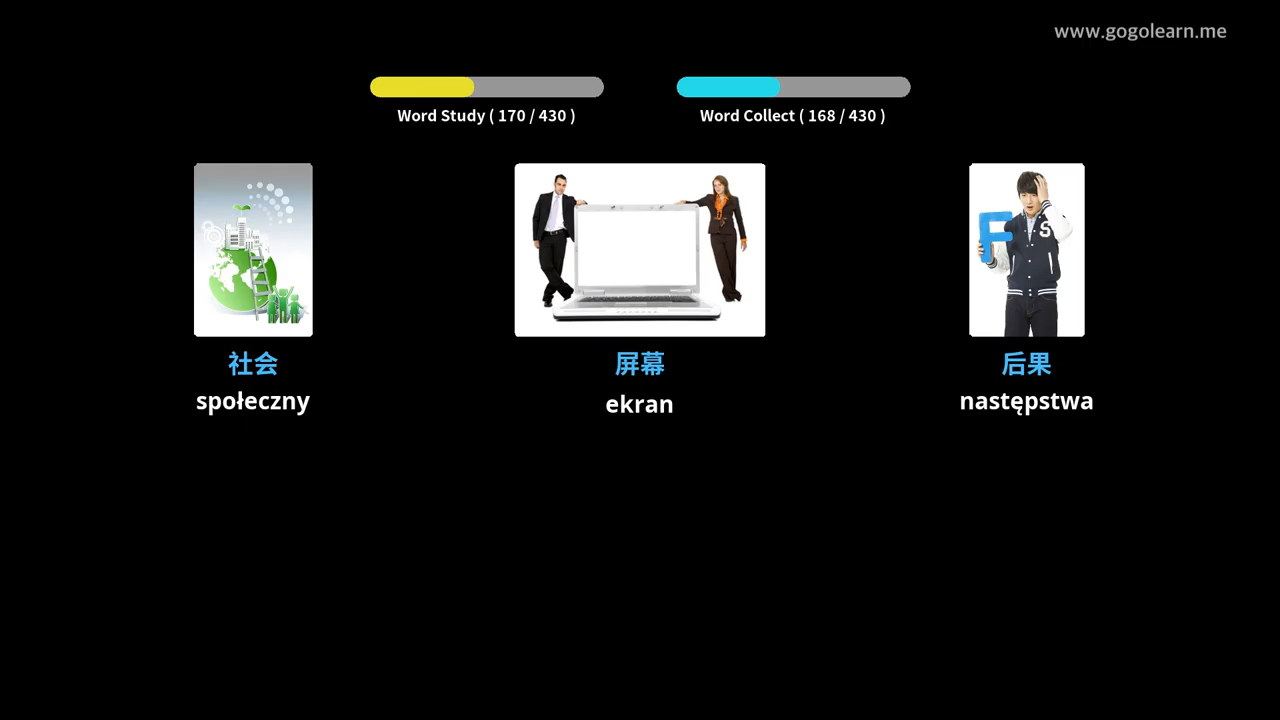 www.gogolearn.me
Word Study ( 170 / 430 )
Word Collect ( 168 / 430 )
F
S
社会
屏幕
后果
społeczny
ekran
następstwa